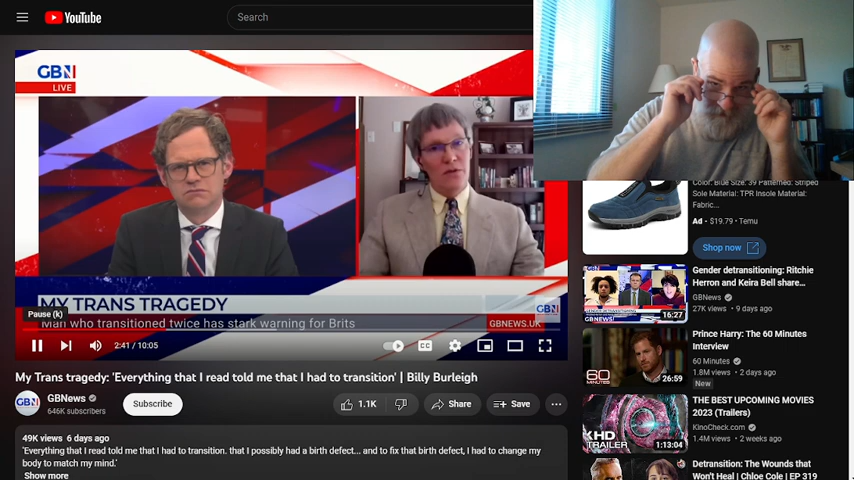 YouTube
Search
GBN
LIVE
MY TRANS TRAGEDY
GBN
Pause (k)
Man who transitioned twice has stark warning for Brits
GBNEWS.UK
2:41 / 10:05
CC
My Trans tragedy: 'Everything that I read told me that I had to transition' | Billy Burleigh
GBN
GBNews
646K subscribers
Subscribe
1.1K
Share
Save
49K views 6 days ago
'Everything that I read told me that I had to transition. that I possibly had a birth defect... and to fix that birth defect, I had to change my
body to match my mind.'
Show more
Color: Blue Size: 39 Patterned: Striped
Sole Material: TPR Insole Material:
Fabric...
Ad • $19.79 • Temu
Shop now
GBNEWS
16:27
Gender detransitioning: Ritchie
Herron and Keira Bell share...
GBNews
27K views • 9 days ago
60
MINUTES
26:59
Prince Harry: The 60 Minutes
Interview
60 Minutes
1.8M views • 2 days ago
New
KHD
TRAILER
1:13:04
THE BEST UPCOMING MOVIES
2023 (Trailers)
KinoCheck.com
1.4M views • 2 weeks ago
Detransition: The Wounds that
Won't Heal | Chloe Cole | EP 319